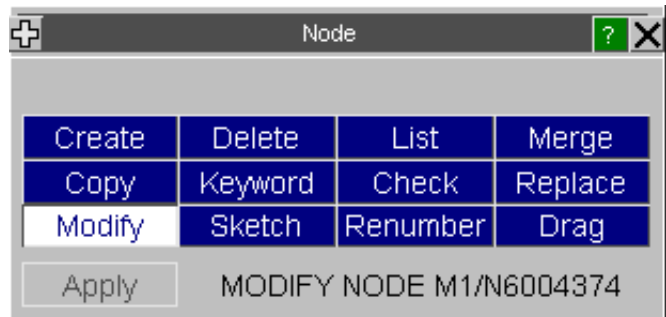 Node ? X
Create Delete List Merge
Copy Keyword Check Replace
Modify Sketch Renumber Drag
Apply MODIFY NODE M1/N6004374